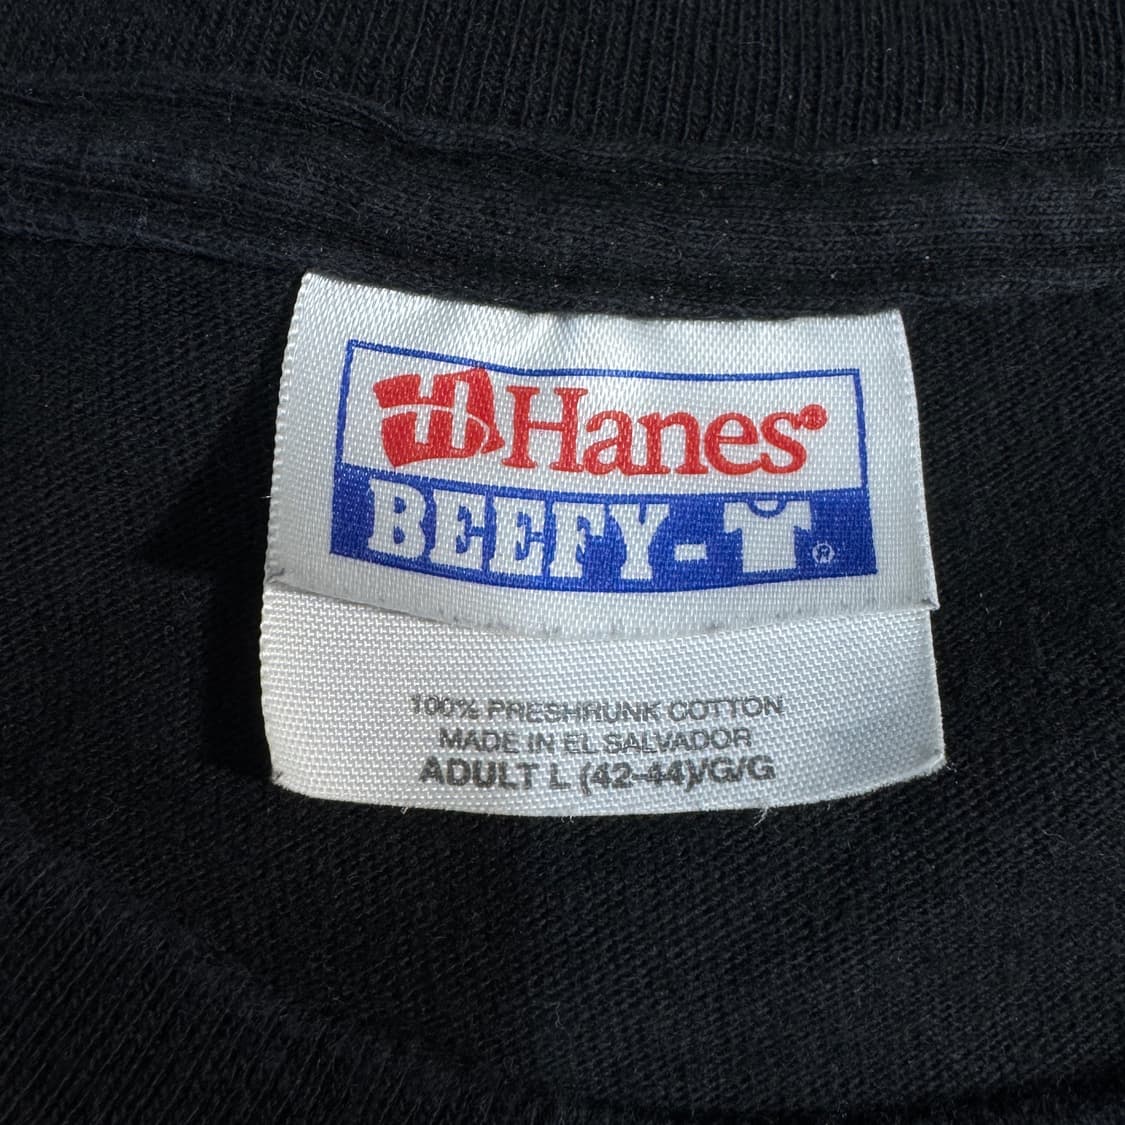 Hanes®
BEEFY-T®
100% PRESHRUNK COTTON
MADE IN EL SALVADOR
ADULT L (42-44)/G/G